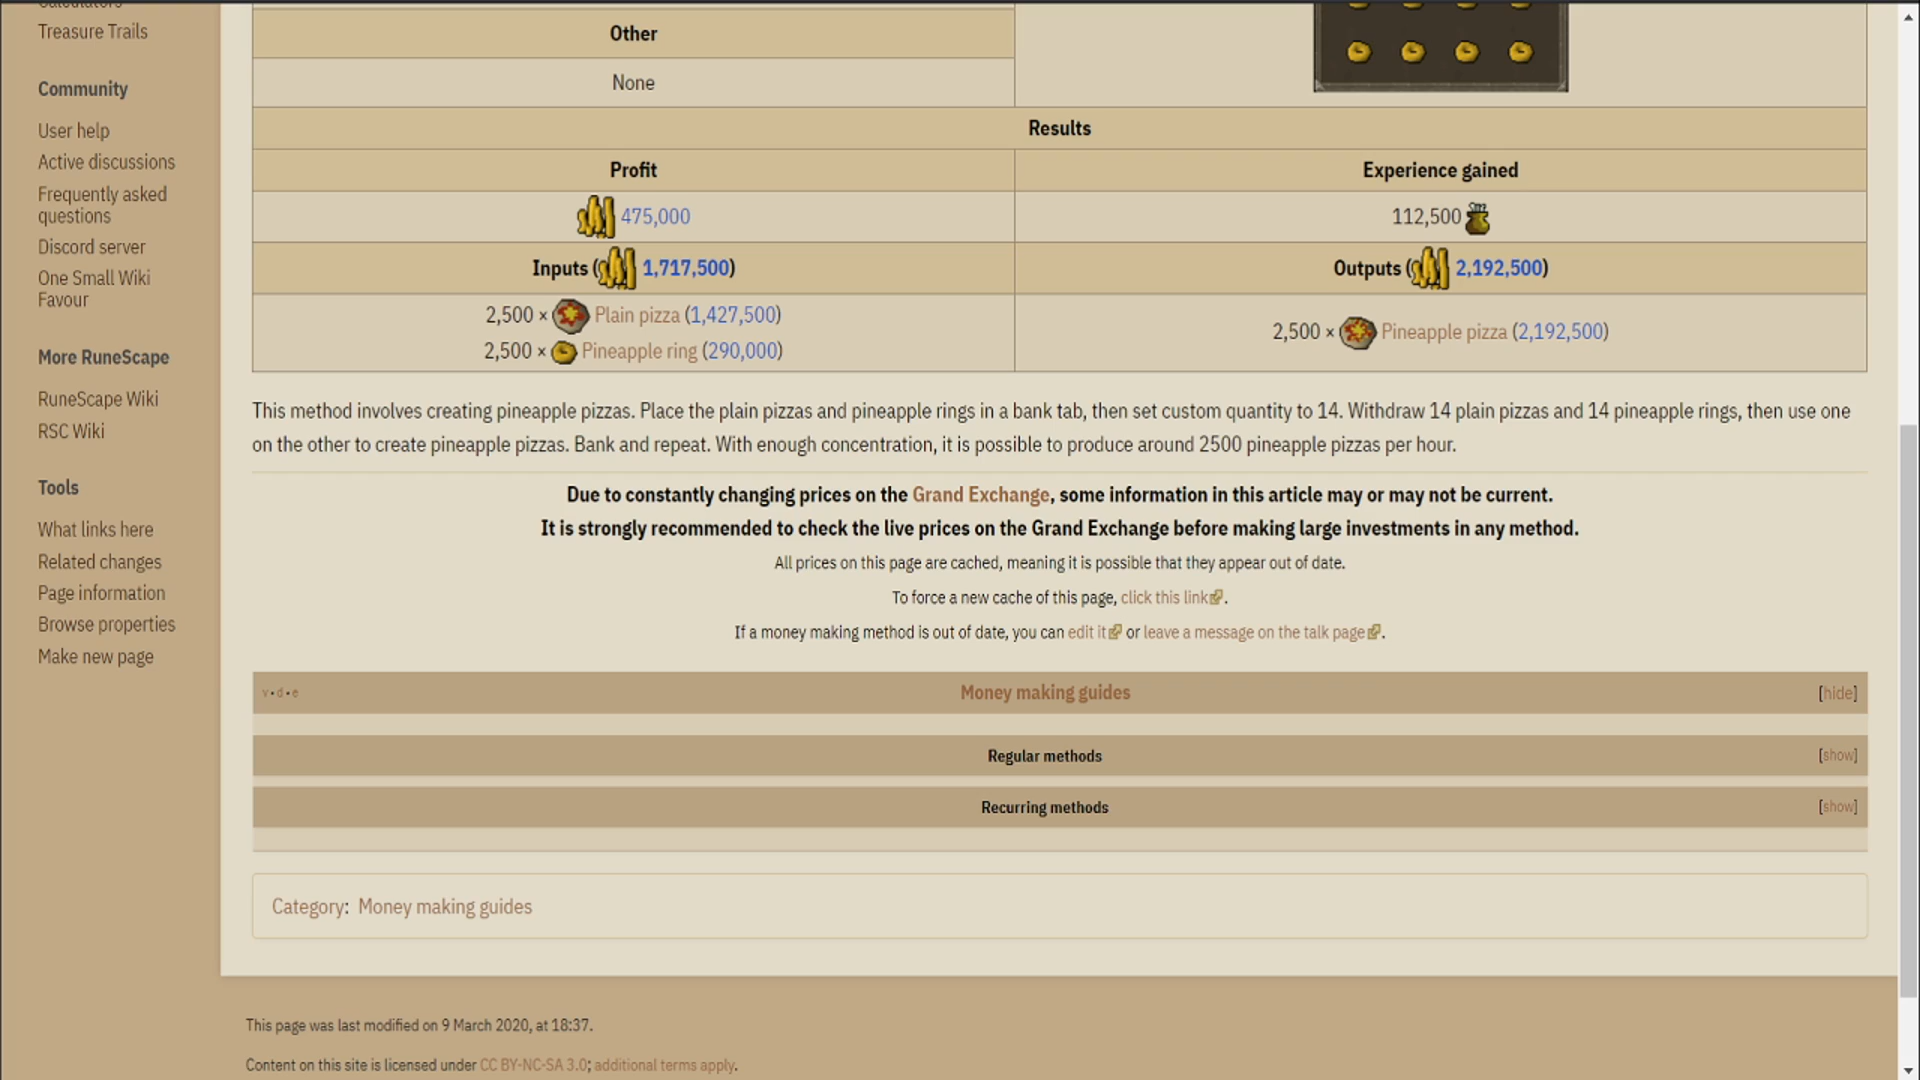 Treasure Trails
Community
User help
Active discussions
Frequently asked
questions
Discord server
One Small Wiki
Favour
More RuneScape
RuneScape Wiki
RSC Wiki
Tools
What links here
Related changes
Page information
Browse properties
Make new page
Other
None
Results
Profit
Experience gained
475,000
112,500
Inputs (1,717,500)
Outputs (2,192,500)
2,500 × Plain pizza (1,427,500)
2,500 × Pineapple ring (290,000)
2,500 × Pineapple pizza (2,192,500)
This method involves creating pineapple pizzas. Place the plain pizzas and pineapple rings in a bank tab, then set custom quantity to 14. Withdraw 14 plain pizzas and 14 pineapple rings, then use one
on the other to create pineapple pizzas. Bank and repeat. With enough concentration, it is possible to produce around 2500 pineapple pizzas per hour.
Due to constantly changing prices on the Grand Exchange, some information in this article may or may not be current.
It is strongly recommended to check the live prices on the Grand Exchange before making large investments in any method.
All prices on this page are cached, meaning it is possible that they appear out of date.
To force a new cache of this page, click this link.
If a money making method is out of date, you can edit it or leave a message on the talk page.
v • d • e
Money making guides
[hide]
Regular methods
[show]
Recurring methods
[show]
Category: Money making guides
This page was last modified on 9 March 2020, at 18:37.
Content on this site is licensed under CC BY-NC-SA 3.0; additional terms apply.